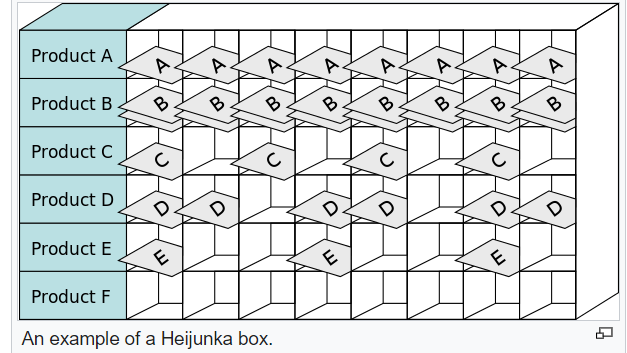 Product A A A A A A A A A
Product B B B B B B B B B
Product C C C C C
Product D D D D D D D
Product E E E E
Product F
An example of a Heijunka box.